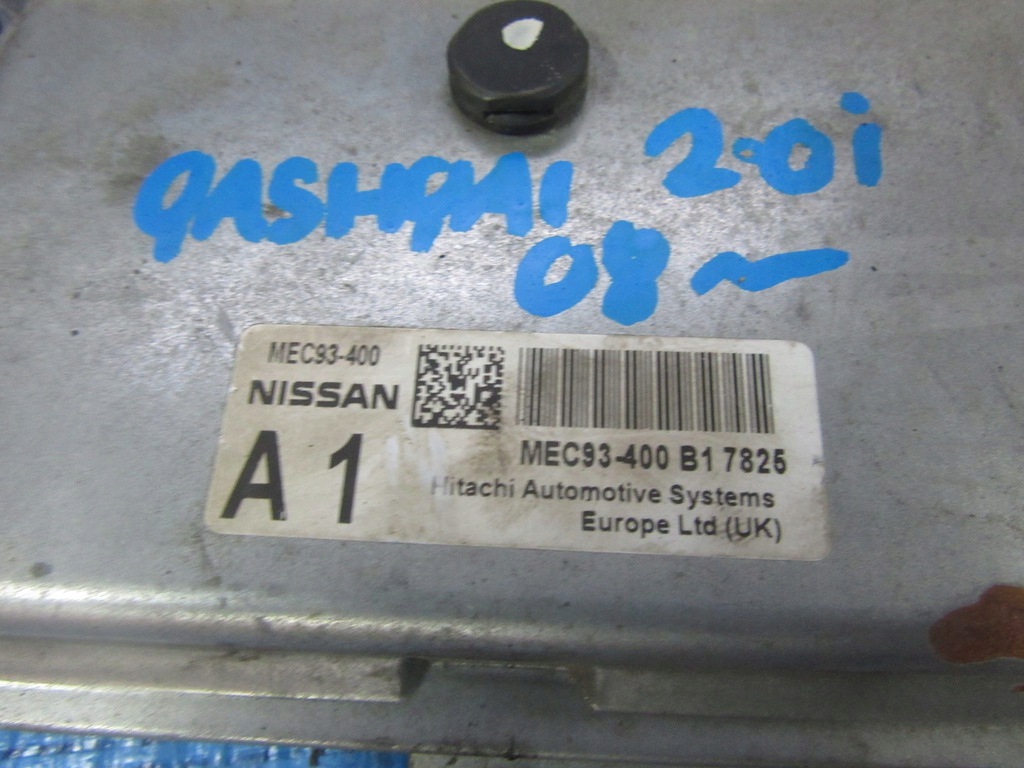 QASHQAI 2.0i
08~
MEC93-400
NISSAN
A 1
MEC93-400 B1 7825
Hitachi Automotive Systems
Europe Ltd (UK)